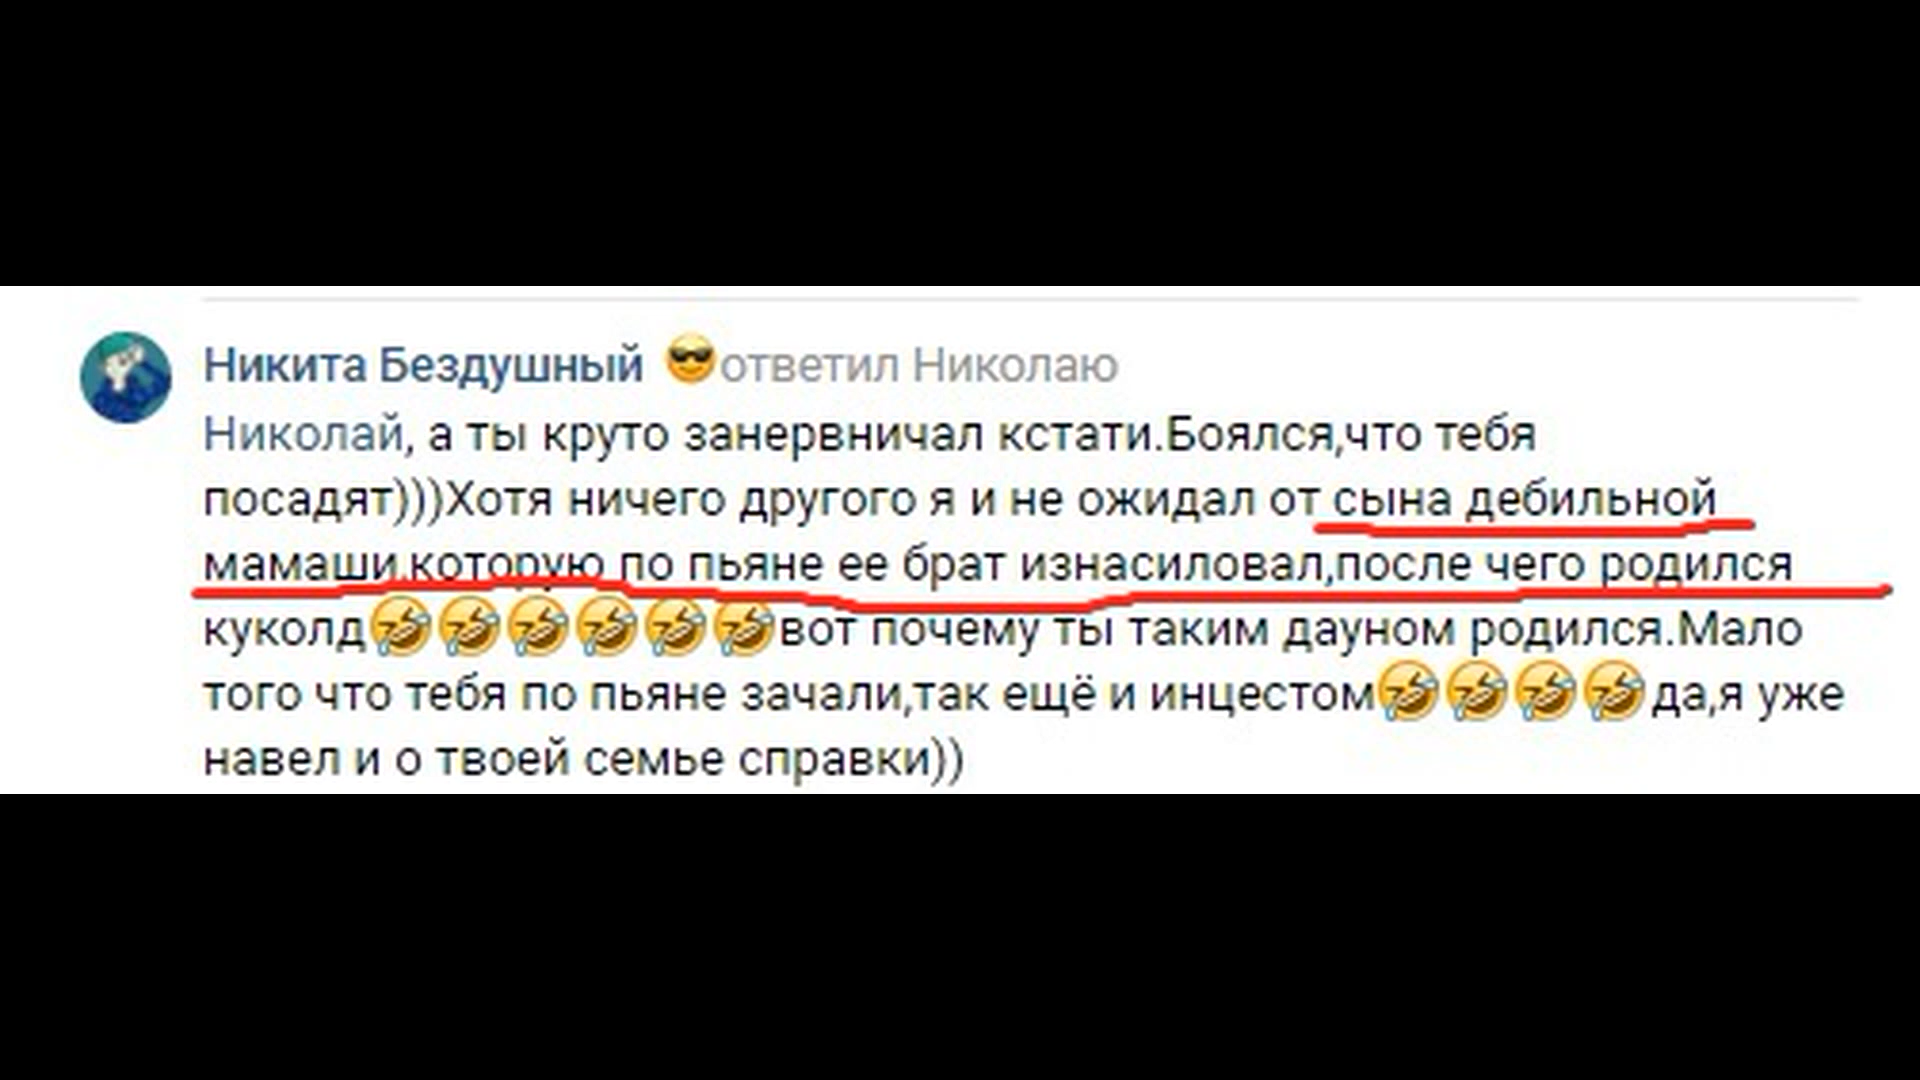 Никита Бездушный 😎ответил Николаю
Николай, а ты круто занервничал кстати.Боялся,что тебя
посадят)))Хотя ничего другого я и не ожидал от сына дебильной
мамаши,которую по пьяне ее брат изнасиловал,после чего родился
куколд🤣🤣🤣🤣🤣🤣вот почему ты таким дауном родился.Мало
того что тебя по пьяне зачали,так ещё и инцестом🤣🤣🤣🤣да,я уже
навел и о твоей семье справки))